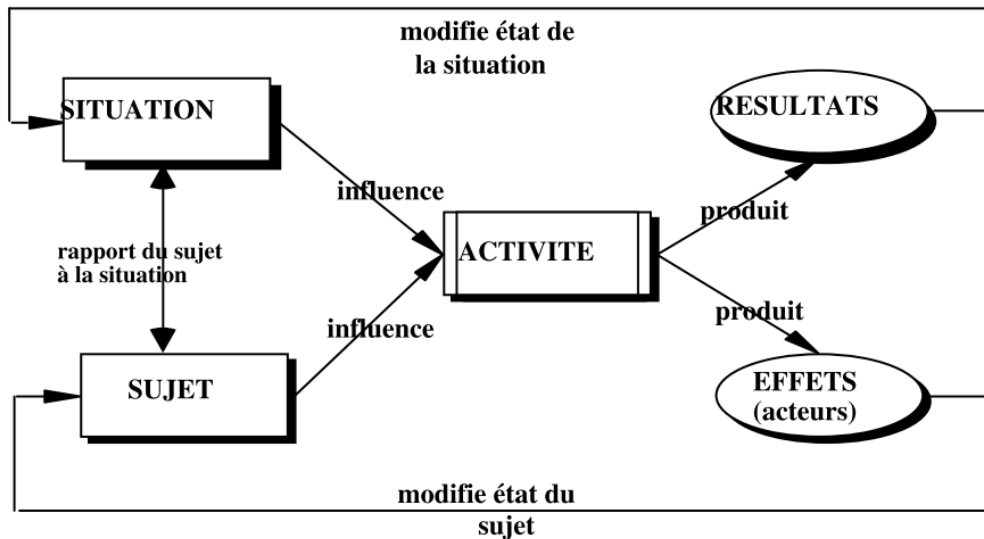 modifie état de
la situation
SITUATION
RESULTATS
influence
produit
rapport du sujet
à la situation
ACTIVITE
influence
produit
SUJET
EFFETS
(acteurs)
modifie état du
sujet